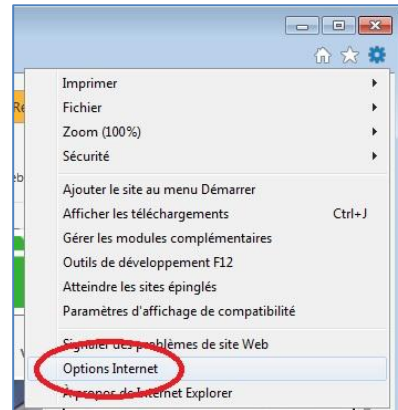 Imprimer
Fichier
Zoom (100%)
Sécurité
Ajouter le site au menu Démarrer
Afficher les téléchargements Ctrl+J
Gérer les modules complémentaires
Outils de développement F12
Atteindre les sites épinglés
Paramètres d'affichage de compatibilité
Signaler des problèmes de site Web
Options Internet
À propos de Internet Explorer